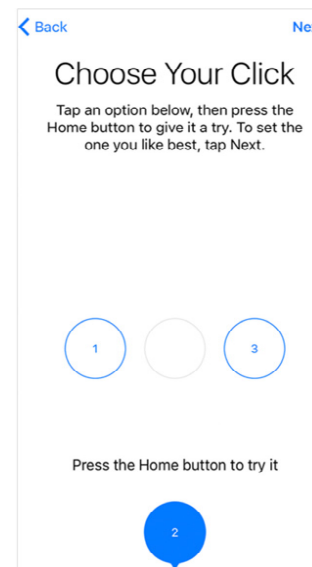 Back
Ne
Choose Your Click
Tap an option below, then press the
Home button to give it a try. To set the
one you like best, tap Next.
1
3
Press the Home button to try it
2